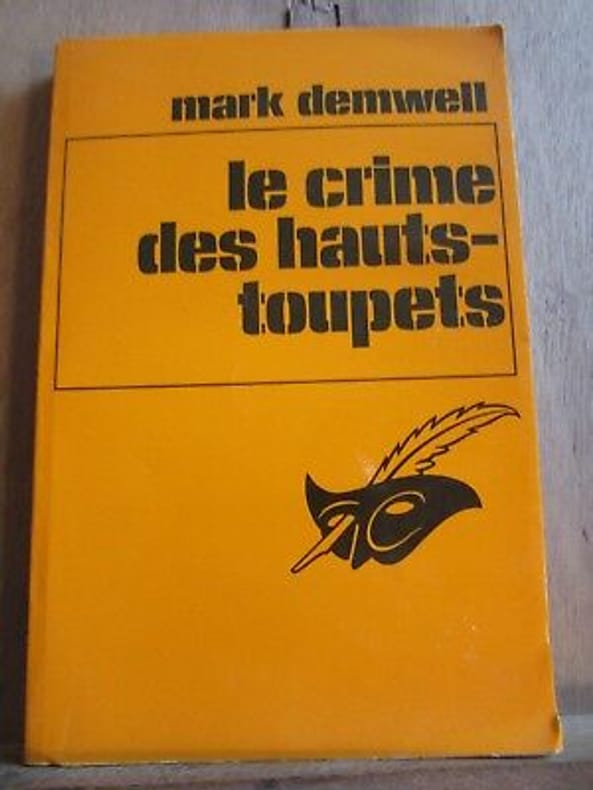 mark demwell
le crime
des hauts-
toupets